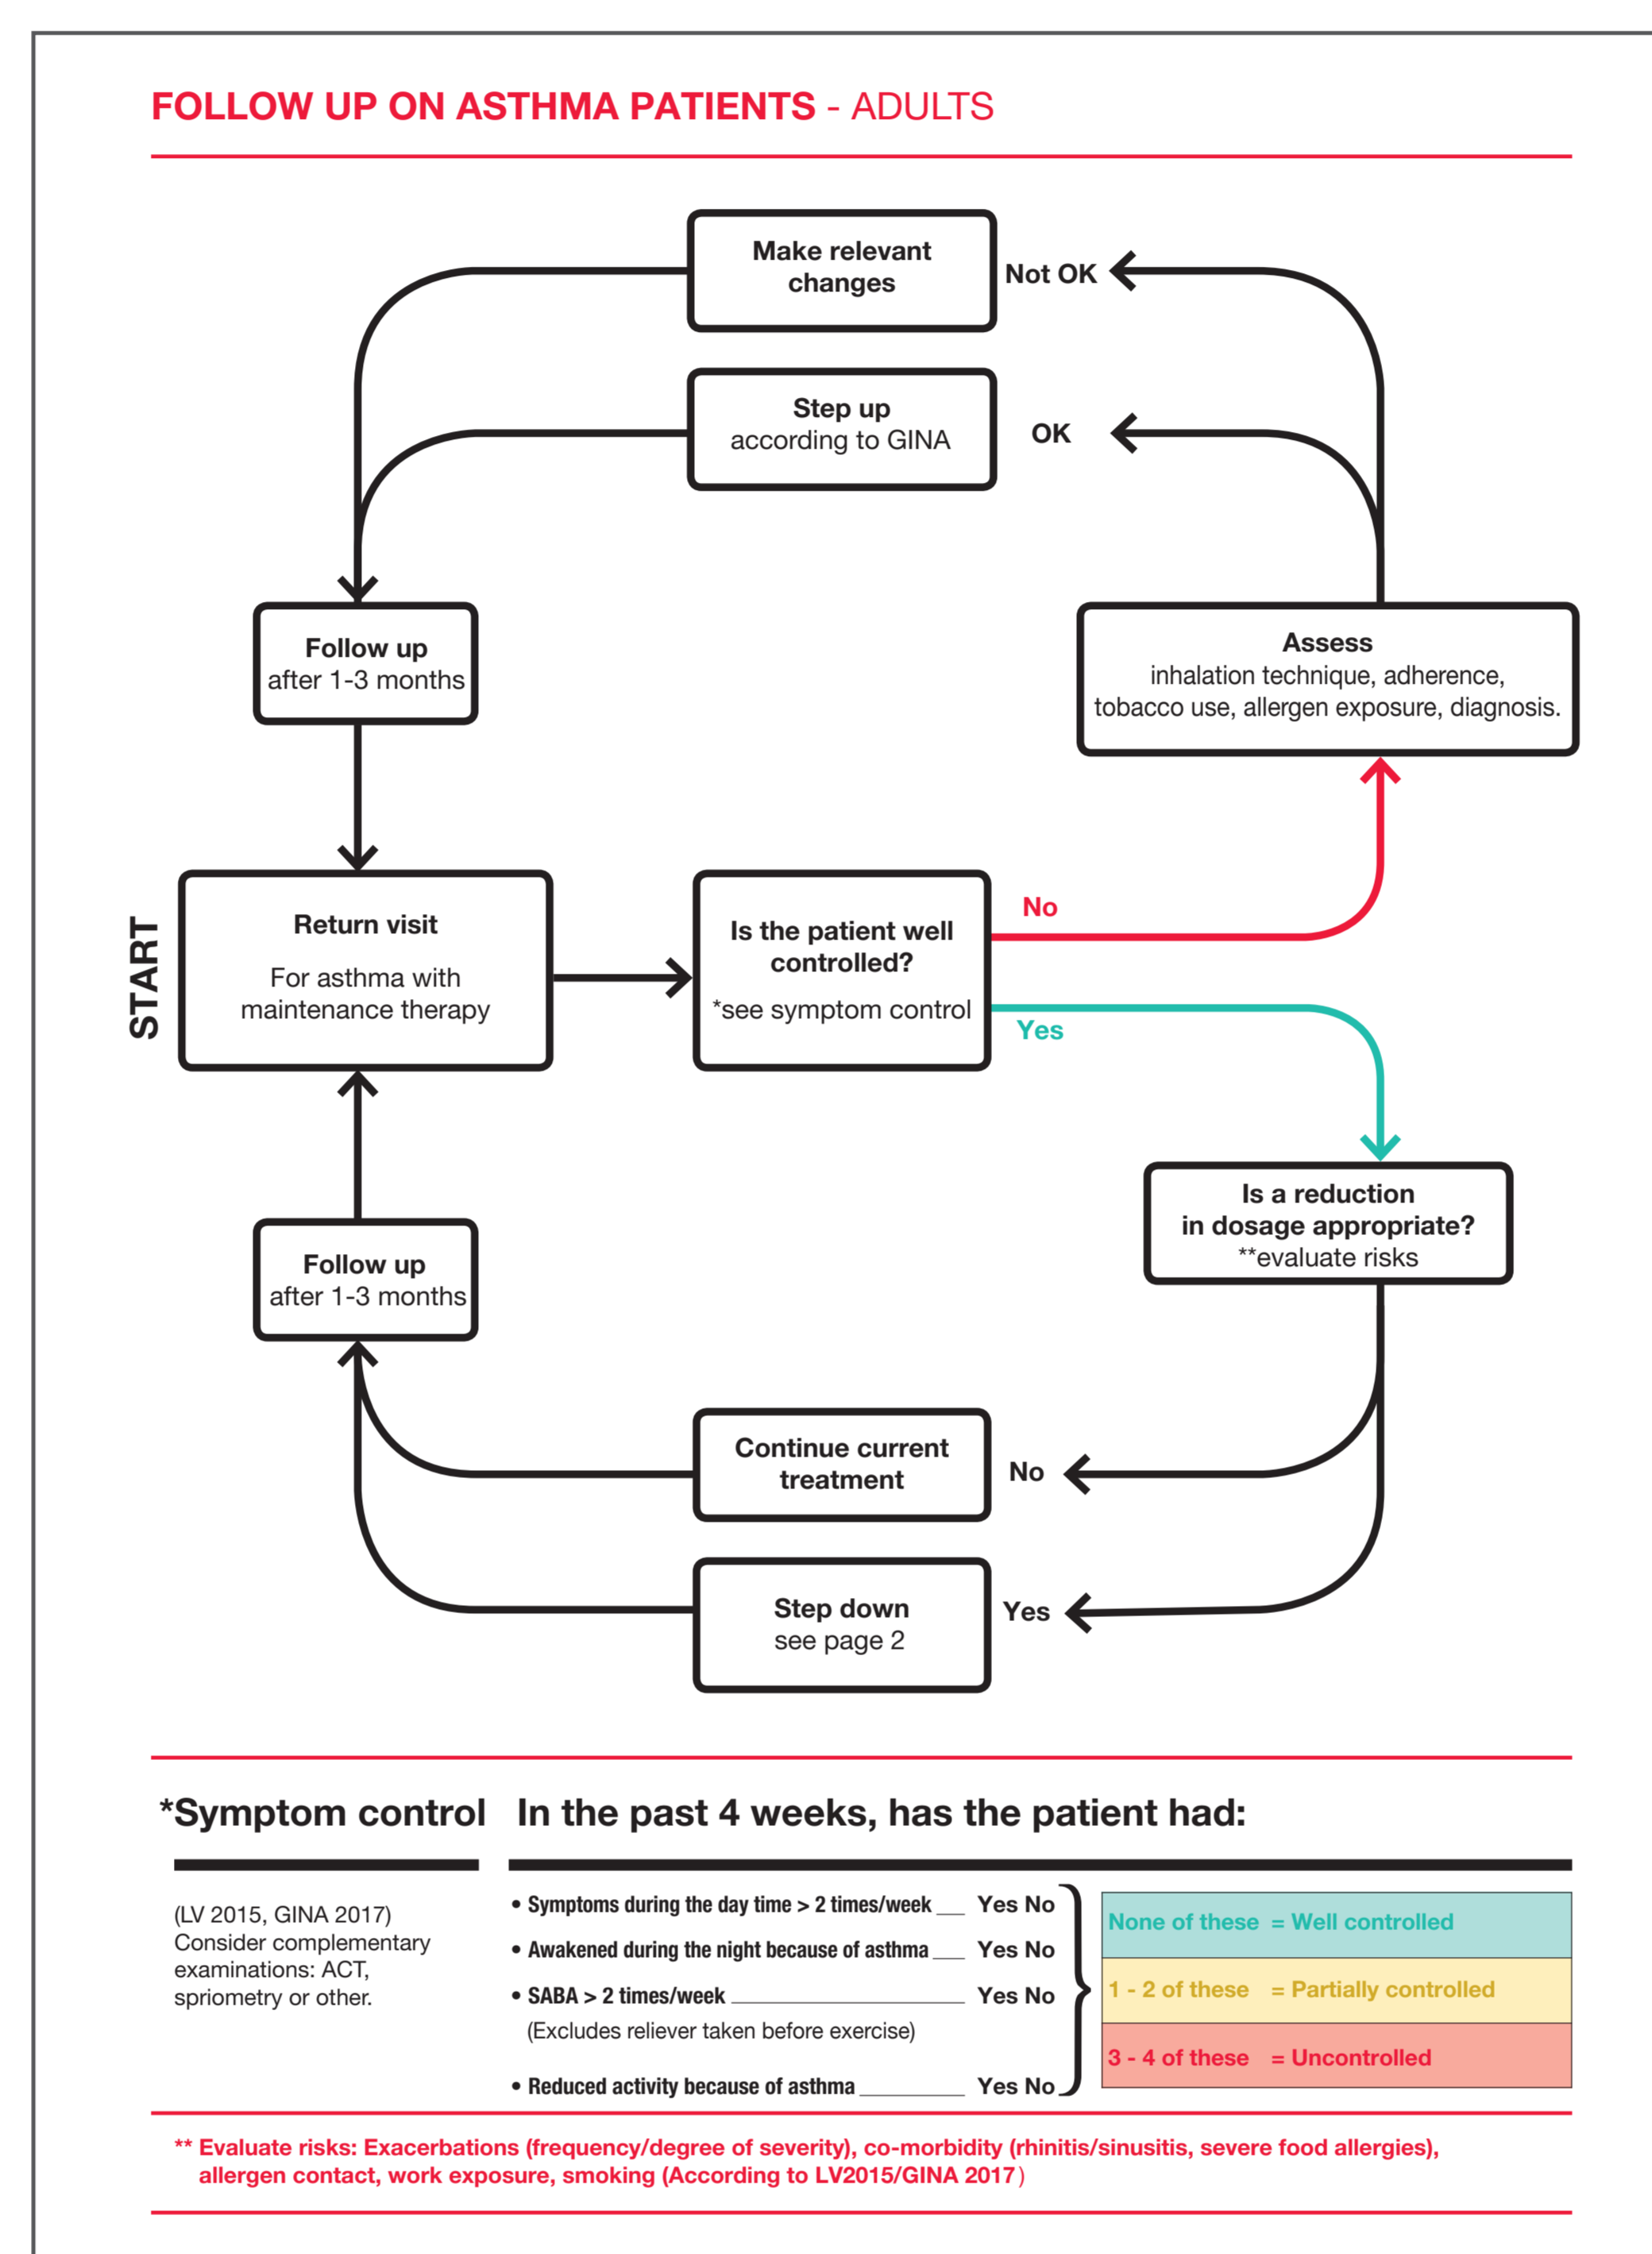 FOLLOW UP ON ASTHMA PATIENTS - ADULTS
Make relevant
changes
Not OK
Step up
according to GINA
OK
Follow up
after 1-3 months
Assess
inhalation technique, adherence,
tobacco use, allergen exposure, diagnosis.
START
Return visit
For asthma with
maintenance therapy
Is the patient well
controlled?
*see symptom control
No
Yes
Is a reduction
in dosage appropriate?
**evaluate risks
Follow up
after 1-3 months
Continue current
treatment
No
Step down
see page 2
Yes
*Symptom control
In the past 4 weeks, has the patient had:
(LV 2015, GINA 2017)
Consider complementary
examinations: ACT,
spriometry or other.
• Symptoms during the day time > 2 times/week ___ Yes No
• Awakened during the night because of asthma ___ Yes No
• SABA > 2 times/week ____________________ Yes No
(Excludes reliever taken before exercise)
• Reduced activity because of asthma _________ Yes No
None of these = Well controlled
1 - 2 of these = Partially controlled
3 - 4 of these = Uncontrolled
** Evaluate risks: Exacerbations (frequency/degree of severity), co-morbidity (rhinitis/sinusitis, severe food allergies),
allergen contact, work exposure, smoking (According to LV2015/GINA 2017)